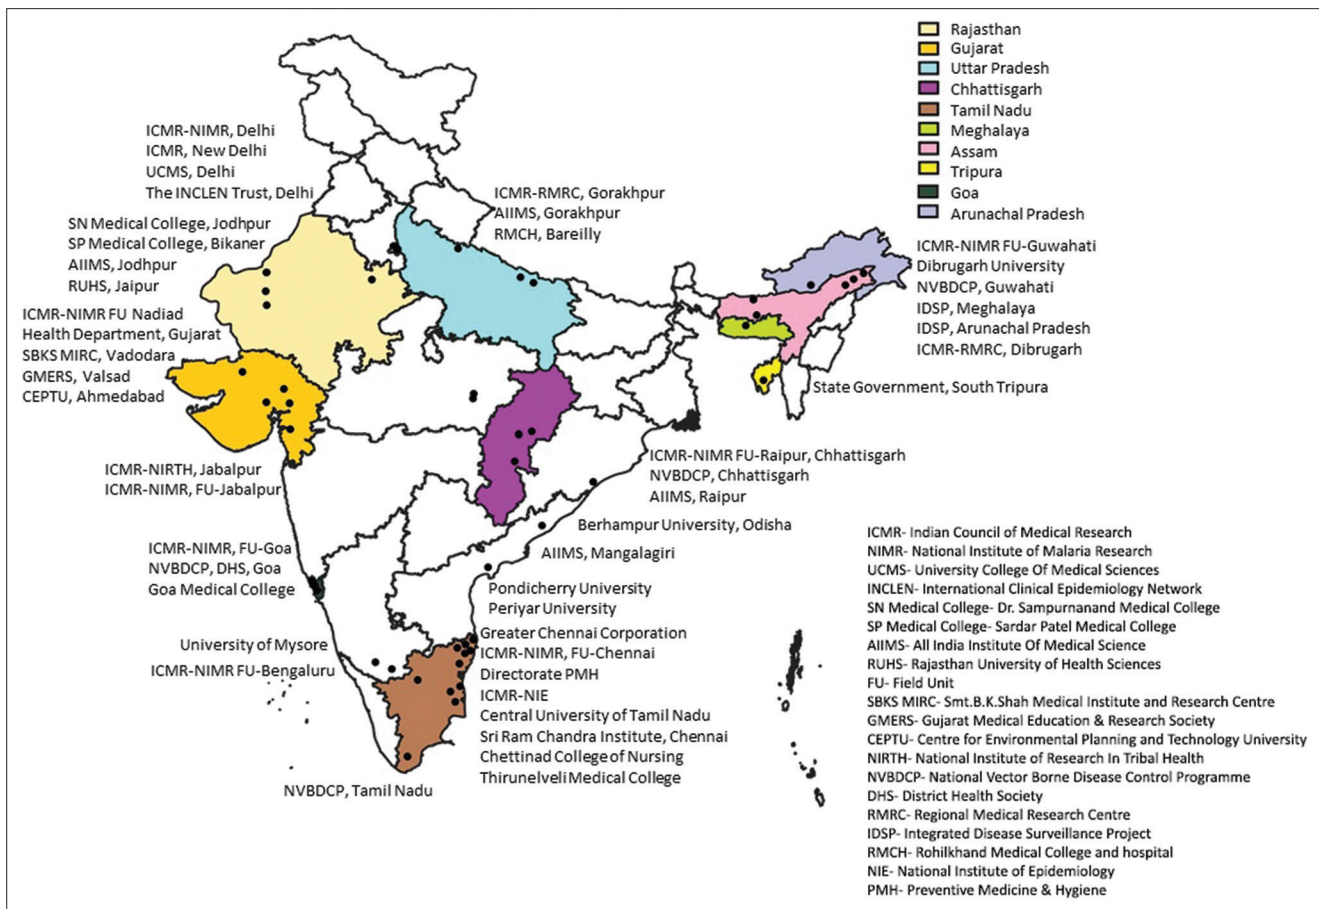 Rajasthan
Gujarat
Uttar Pradesh
Chhattisgarh
Tamil Nadu
Meghalaya
Assam
Tripura
Goa
Arunachal Pradesh
ICMR-NIMR, Delhi
ICMR, New Delhi
UCMS, Delhi
The INCLEN Trust, Delhi
ICMR-RMRC, Gorakhpur
AIIMS, Gorakhpur
RMCH, Bareilly
SN Medical College, Jodhpur
SP Medical College, Bikaner
AIIMS, Jodhpur
RUHS, Jaipur
ICMR-NIMR FU-Guwahati
Dibrugarh University
NVBDCP, Guwahati
IDSP, Meghalaya
IDSP, Arunachal Pradesh
ICMR-RMRC, Dibrugarh
ICMR-NIMR FU Nadiad
Health Department, Gujarat
SBKS MIRC, Vadodara
GMERS, Valsad
CEPTU, Ahmedabad
State Government, South Tripura
ICMR-NIRTH, Jabalpur
ICMR-NIMR, FU-Jabalpur
ICMR-NIMR FU-Raipur, Chhattisgarh
NVBDCP, Chhattisgarh
AIIMS, Raipur
Berhampur University, Odisha
AIIMS, Mangalagiri
ICMR-NIMR, FU-Goa
NVBDCP, DHS, Goa
Goa Medical College
Pondicherry University
Periyar University
Greater Chennai Corporation
ICMR-NIMR, FU-Chennai
Directorate PMH
ICMR-NIE
Central University of Tamil Nadu
Sri Ram Chandra Institute, Chennai
Chettinad College of Nursing
Thirunelveli Medical College
University of Mysore
ICMR-NIMR FU-Bengaluru
NVBDCP, Tamil Nadu
ICMR- Indian Council of Medical Research
NIMR- National Institute of Malaria Research
UCMS- University College Of Medical Sciences
INCLEN- International Clinical Epidemiology Network
SN Medical College- Dr. Sampurnanand Medical College
SP Medical College- Sardar Patel Medical College
AIIMS- All India Institute Of Medical Science
RUHS- Rajasthan University of Health Sciences
FU- Field Unit
SBKS MIRC- Smt.B.K.Shah Medical Institute and Research Centre
GMERS- Gujarat Medical Education & Research Society
CEPTU- Centre for Environmental Planning and Technology University
NIRTH- National Institute of Research In Tribal Health
NVBDCP- National Vector Borne Disease Control Programme
DHS- District Health Society
RMRC- Regional Medical Research Centre
IDSP- Integrated Disease Surveillance Project
RMCH- Rohilkhand Medical College and hospital
NIE- National Institute of Epidemiology
PMH- Preventive Medicine & Hygiene